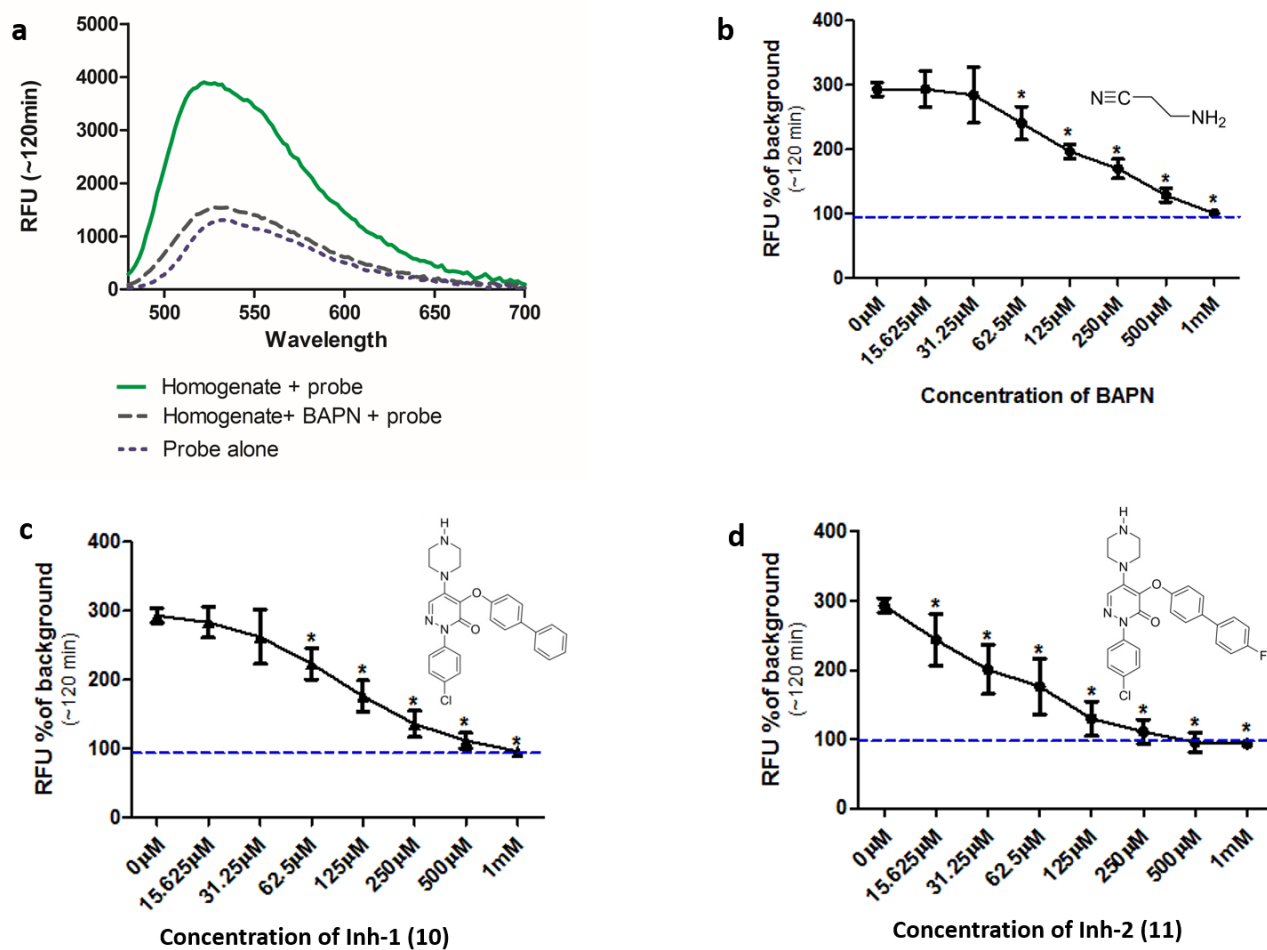 a
5000
4000
3000
2000
1000
0
RFU (~120min)
500
550
600
650
700
Wavelength
Homogenate + probe
Homogenate+ BAPN + probe
Probe alone
b
400
300
200
100
0
RFU %of background
(~120 min)
* * * * *
N≡C
NH2
0µM
15.625µM
31.25µM
62.5µM
125µM
250µM
500µM
1mM
Concentration of BAPN
c
400
300
200
100
0
RFU %of background
(~120 min)
* * * * *
H
N
N
O
N
N
O
Cl
0µM
15.625µM
31.25µM
62.5µM
125µM
250µM
500µM
1mM
Concentration of Inh-1 (10)
d
400
300
200
100
0
RFU %of background
(~120 min)
* * * * * * *
H
N
N
O
N
N
O
F
Cl
0µM
15.625µM
31.25µM
62.5µM
125µM
250µM
500µM
1mM
Concentration of Inh-2 (11)